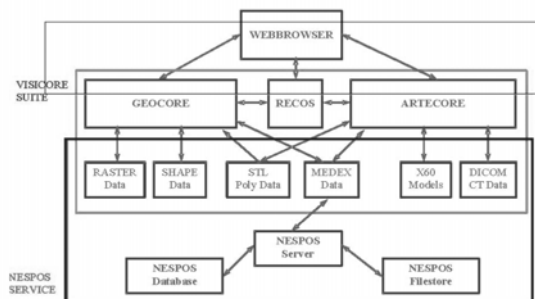 WEBBROWSER
VISICORE
SUITE
GEOCORE
RECOS
ARTECORE
RASTER
Data
SHAPE
Data
STL
Poly Data
MEDEX
Data
X60
Models
DICOM
CT Data
NESPOS
Server
NESPOS
SERVICE
NESPOS
Database
NESPOS
Filestore